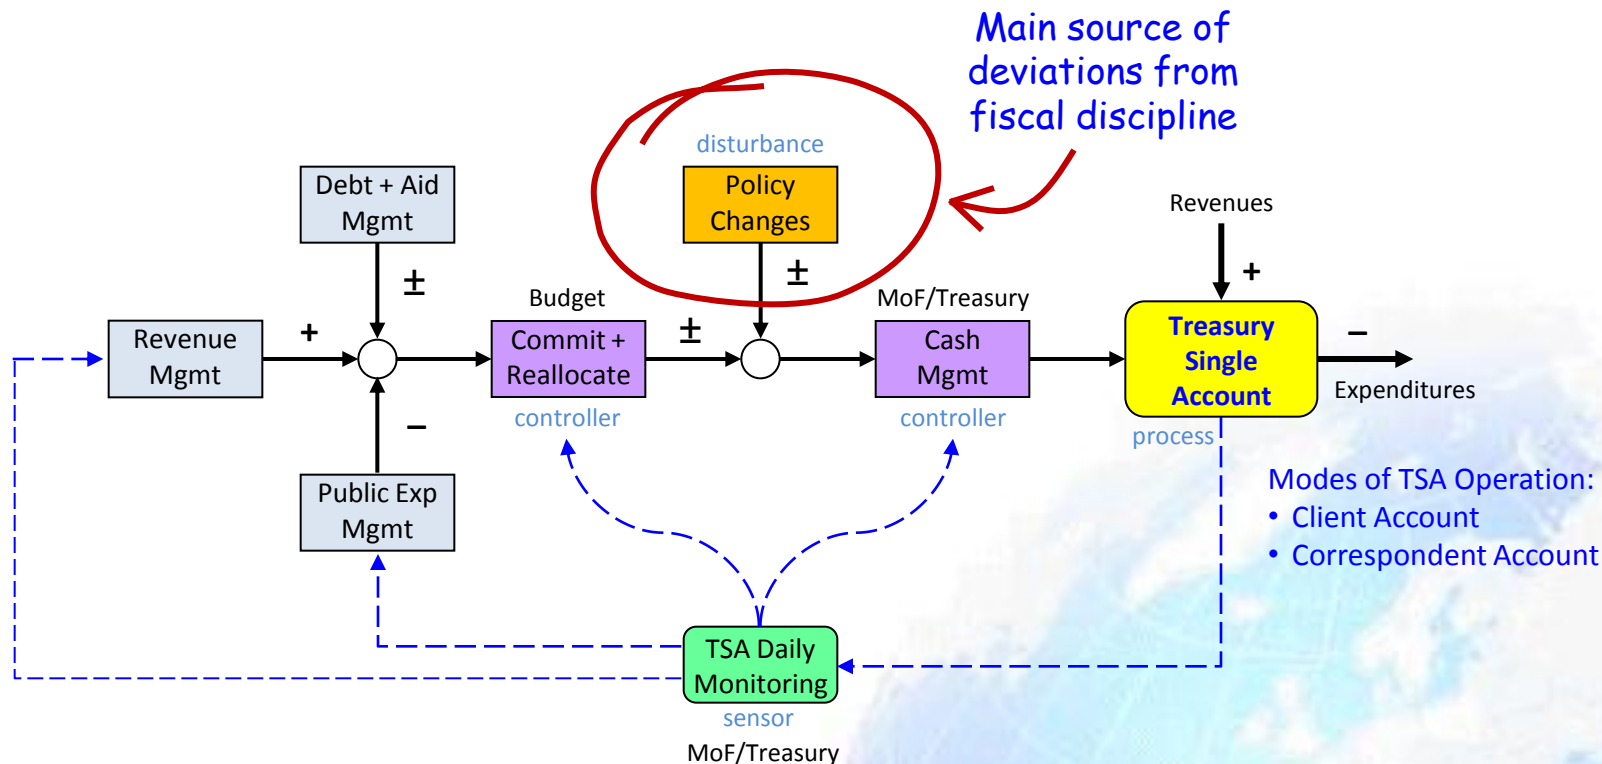 Main source of
deviations from
fiscal discipline
disturbance
Policy
Changes
±
Debt + Aid
Mgmt
±
Revenues
+
Revenue
Mgmt
+
Budget
Commit +
Reallocate
controller
±
MoF/Treasury
Cash
Mgmt
controller
Treasury
Single
Account
process
–
Expenditures
–
Public Exp
Mgmt
Modes of TSA Operation:
• Client Account
• Correspondent Account
TSA Daily
Monitoring
sensor
MoF/Treasury